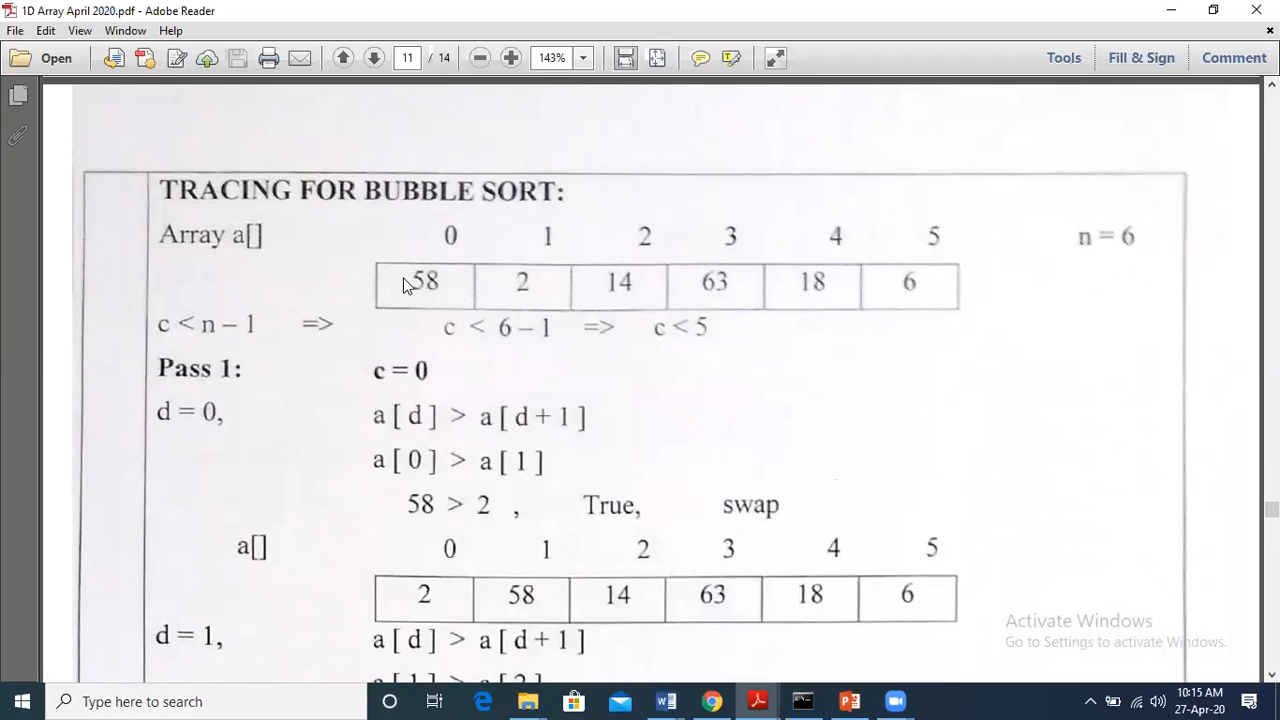 1D Array April 2020.pdf - Adobe Reader
File Edit View Window Help
Open 11 / 14 143% Tools Fill & Sign Comment
TRACING FOR BUBBLE SORT:
Array a[] 0 1 2 3 4 5 n = 6
58 2 14 63 18 6
c < n – 1 => c < 6 – 1 => c < 5
Pass 1: c = 0
d = 0, a [ d ] > a [ d + 1 ]
a [ 0 ] > a [ 1 ]
58 > 2 , True, swap
a[] 0 1 2 3 4 5
2 58 14 63 18 6
d = 1, a [ d ] > a [ d + 1 ]
a [ 1 ] > a [ 2 ]
Activate Windows
Go to Settings to activate Windows.
Type here to search
10:15 AM
27-Apr-20